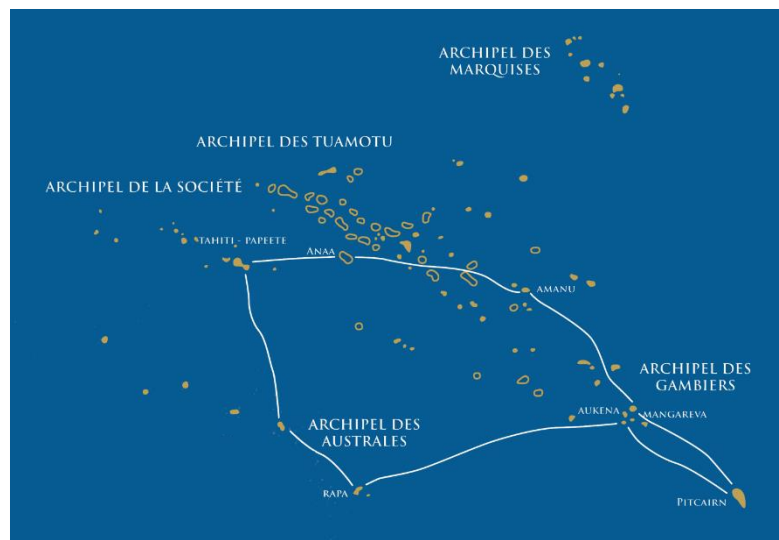 ARCHIPEL DES
MARQUISES
ARCHIPEL DES TUAMOTU
ARCHIPEL DE LA SOCIÉTÉ
TAHITI - PAPEETE
ANAA
AMANU
ARCHIPEL DES
GAMBIERS
AUKENA
MANGAREVA
ARCHIPEL DES
AUSTRALES
RAPA
PITCAIRN